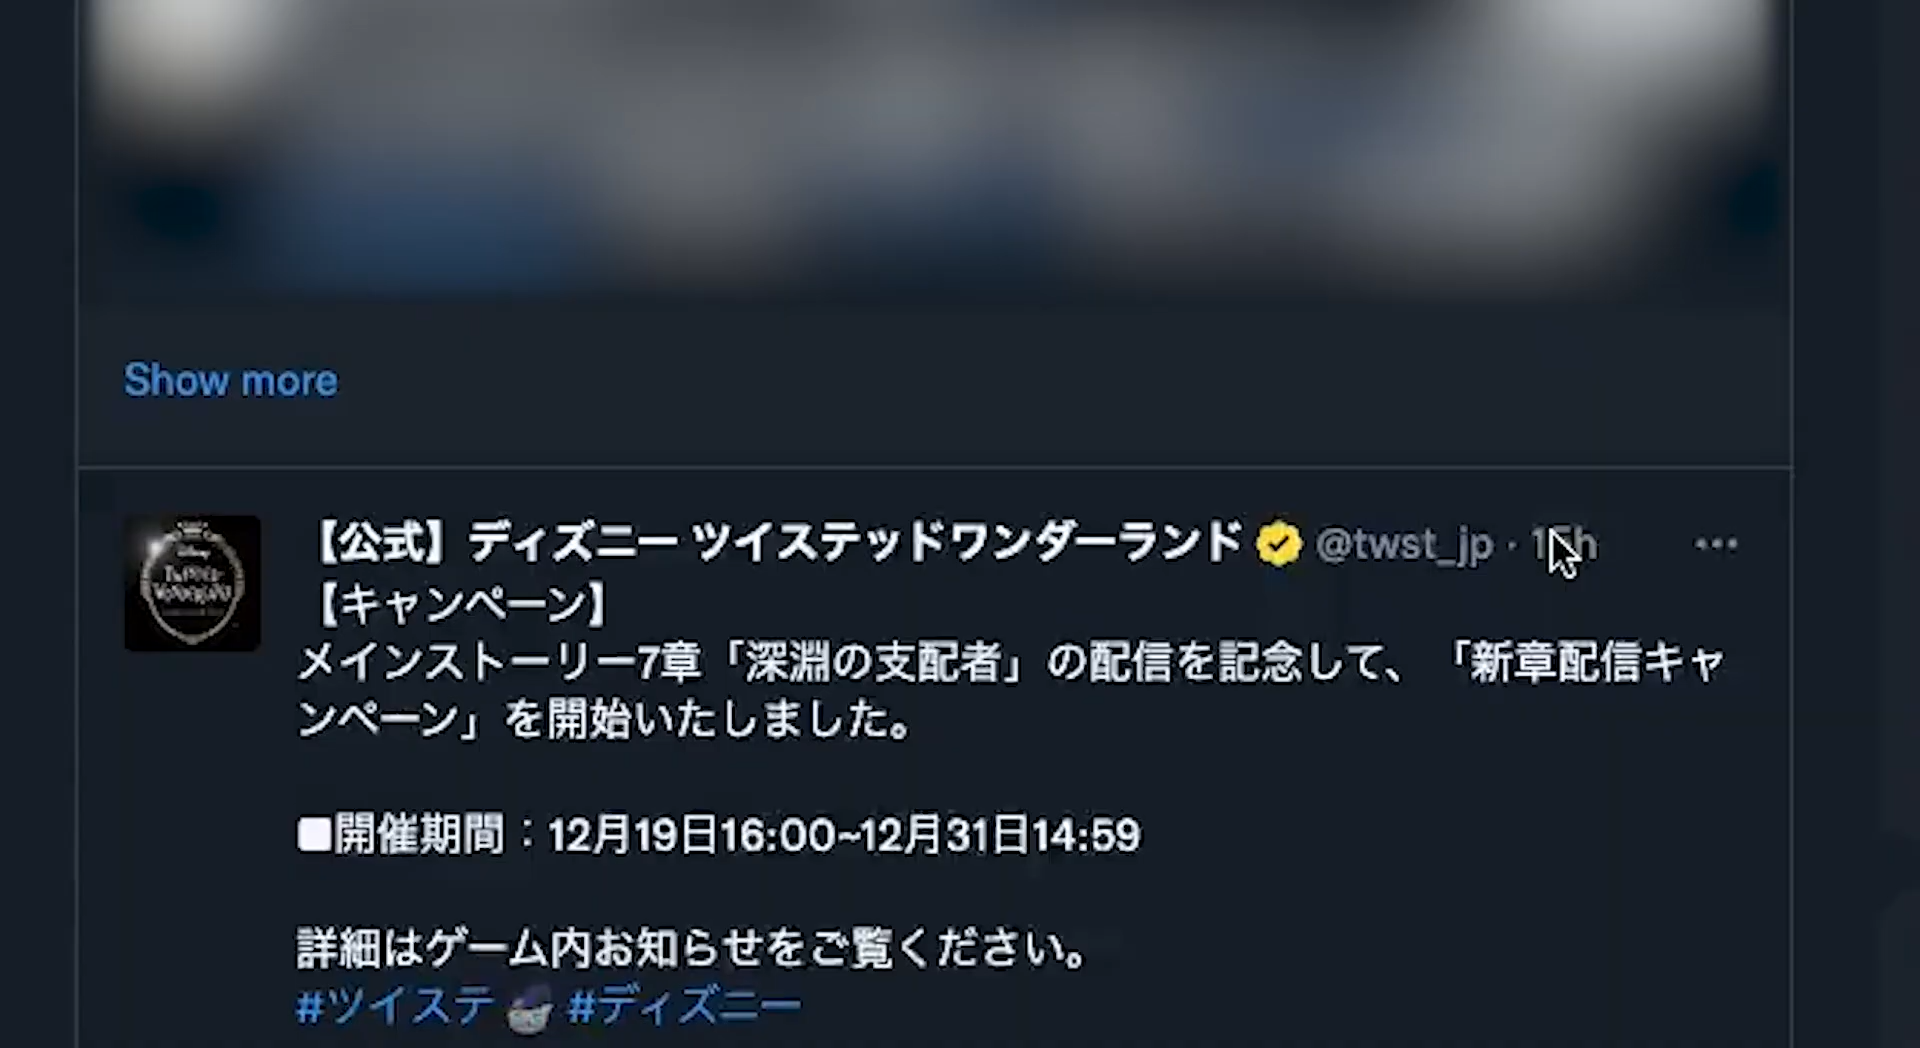 Show more
【公式】ディズニー ツイステッドワンダーランド @twst_jp
【キャンペーン】
メインストーリー7章「深淵の支配者」の配信を記念して、「新章配信キャ
ンペーン」を開始いたしました。
■開催期間：12月19日16:00~12月31日14:59
詳細はゲーム内お知らせをご覧ください。
#ツイステ #ディズニー